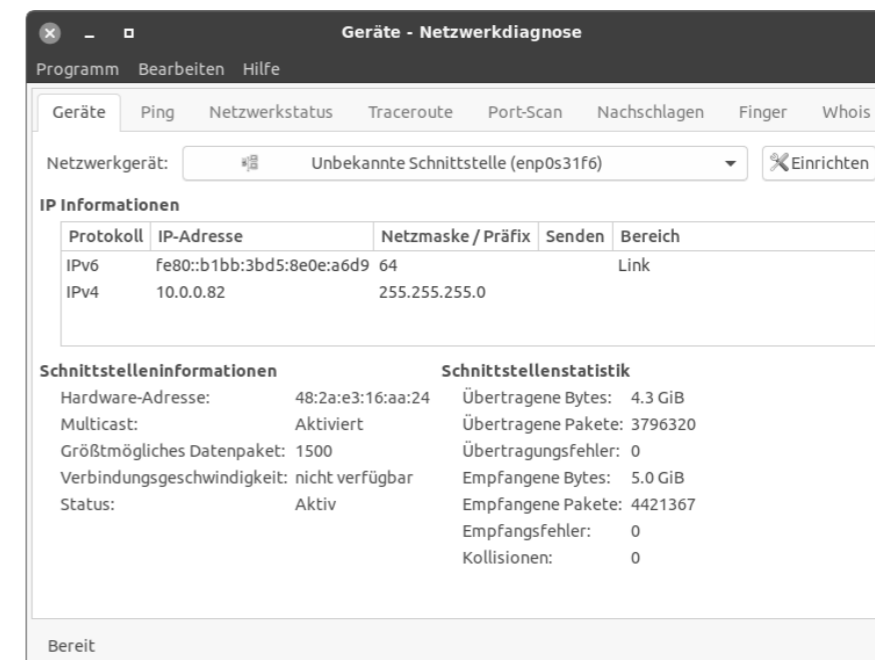 Geräte - Netzwerkdiagnose
Programm Bearbeiten Hilfe
Geräte Ping Netzwerkstatus Traceroute Port-Scan Nachschlagen Finger Whois
Netzwerkgerät: Unbekannte Schnittstelle (enp0s31f6) Einrichten
IP Informationen
Protokoll IP-Adresse Netzmaske / Präfix Senden Bereich
IPv6 fe80::b1bb:3bd5:8e0e:a6d9 64 Link
IPv4 10.0.0.82 255.255.255.0
Schnittstelleninformationen Schnittstellenstatistik
Hardware-Adresse: 48:2a:e3:16:aa:24 Übertragene Bytes: 4.3 GiB
Multicast: Aktiviert Übertragene Pakete: 3796320
Größtmögliches Datenpaket: 1500 Übertragungsfehler: 0
Verbindungsgeschwindigkeit: nicht verfügbar Empfangene Bytes: 5.0 GiB
Status: Aktiv Empfangene Pakete: 4421367
Empfangsfehler: 0
Kollisionen: 0
Bereit